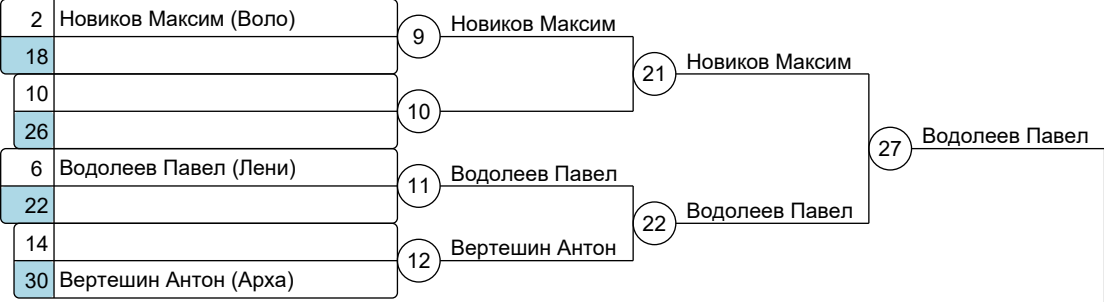 2 Новиков Максим (Воло)
18
10
26
6 Водолеев Павел (Лени)
22
14
30 Вертешин Антон (Арха)
9 Новиков Максим
10
11 Водолеев Павел
12 Вертешин Антон
21 Новиков Максим
22 Водолеев Павел
27 Водолеев Павел